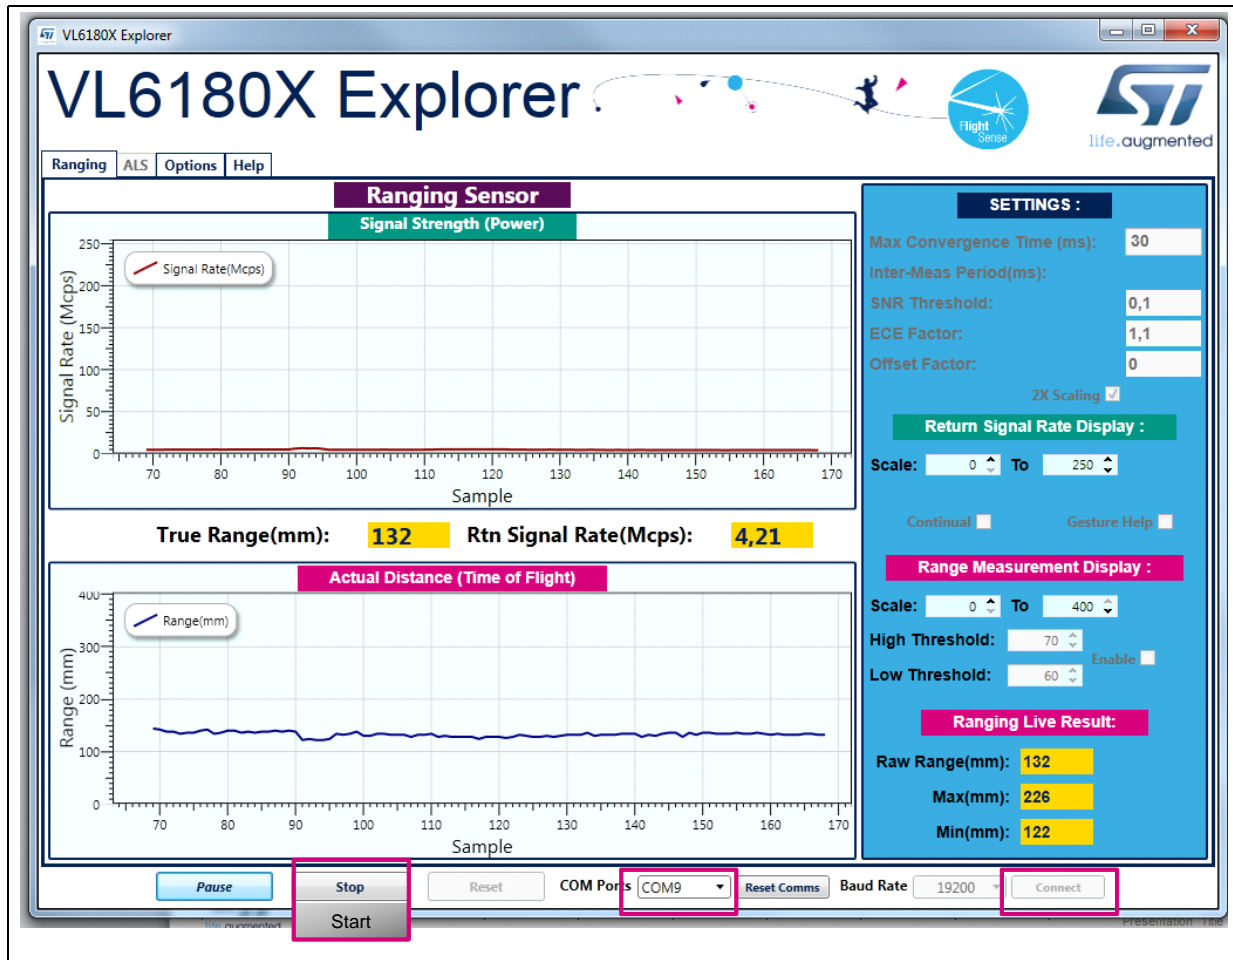 VL6180X Explorer
VL6180X Explorer
Flight
Sense
life.augmented
Ranging ALS Options Help
Ranging Sensor
Signal Strength (Power)
250
200
150
100
50
0
Signal Rate (Mcps)
Signal Rate(Mcps)
70 80 90 100 110 120 130 140 150 160 170
Sample
True Range(mm): 132 Rtn Signal Rate(Mcps): 4,21
Actual Distance (Time of Flight)
400
300
200
100
0
Range (mm)
Range(mm)
70 80 90 100 110 120 130 140 150 160 170
Sample
SETTINGS :
Max Convergence Time (ms): 30
Inter-Meas Period(ms):
SNR Threshold: 0,1
ECE Factor: 1,1
Offset Factor: 0
2X Scaling
Return Signal Rate Display :
Scale: 0 To 250
Continual Gesture Help
Range Measurement Display :
Scale: 0 To 400
High Threshold: 70
Enable
Low Threshold: 60
Ranging Live Result:
Raw Range(mm): 132
Max(mm): 226
Min(mm): 122
Pause Stop Reset COM Ports COM9 Reset Comms Baud Rate 19200 Connect
Start
life.augmented
Presentation Title